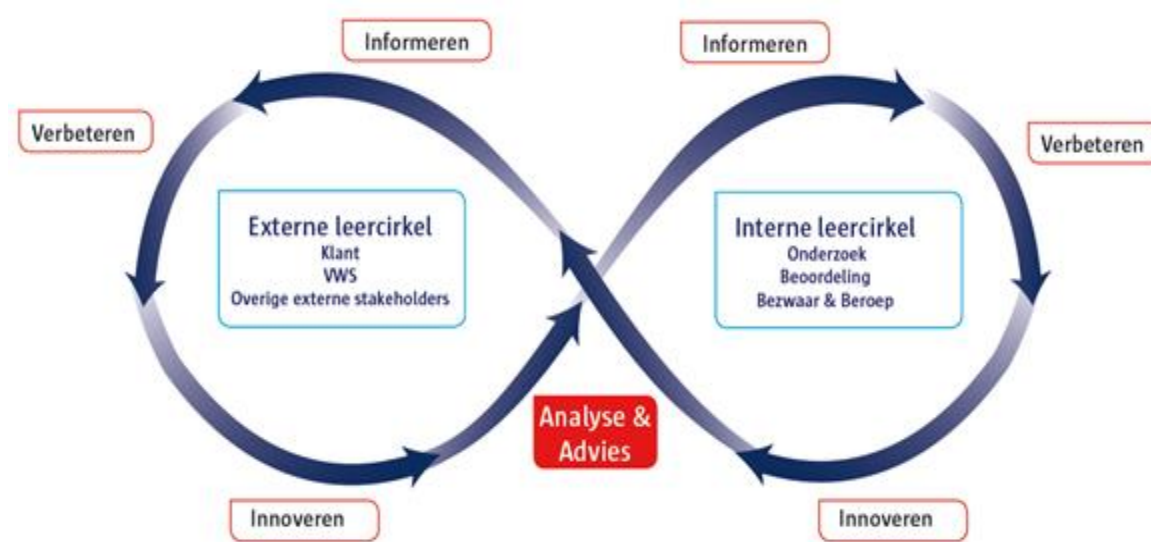 Informeren
Informeren
Verbeteren
Verbeteren
Externe leercirkel
Klant
VWS
Overige externe stakeholders
Interne leercirkel
Onderzoek
Beoordeling
Bezwaar & Beroep
Analyse &
Advies
Innoveren
Innoveren